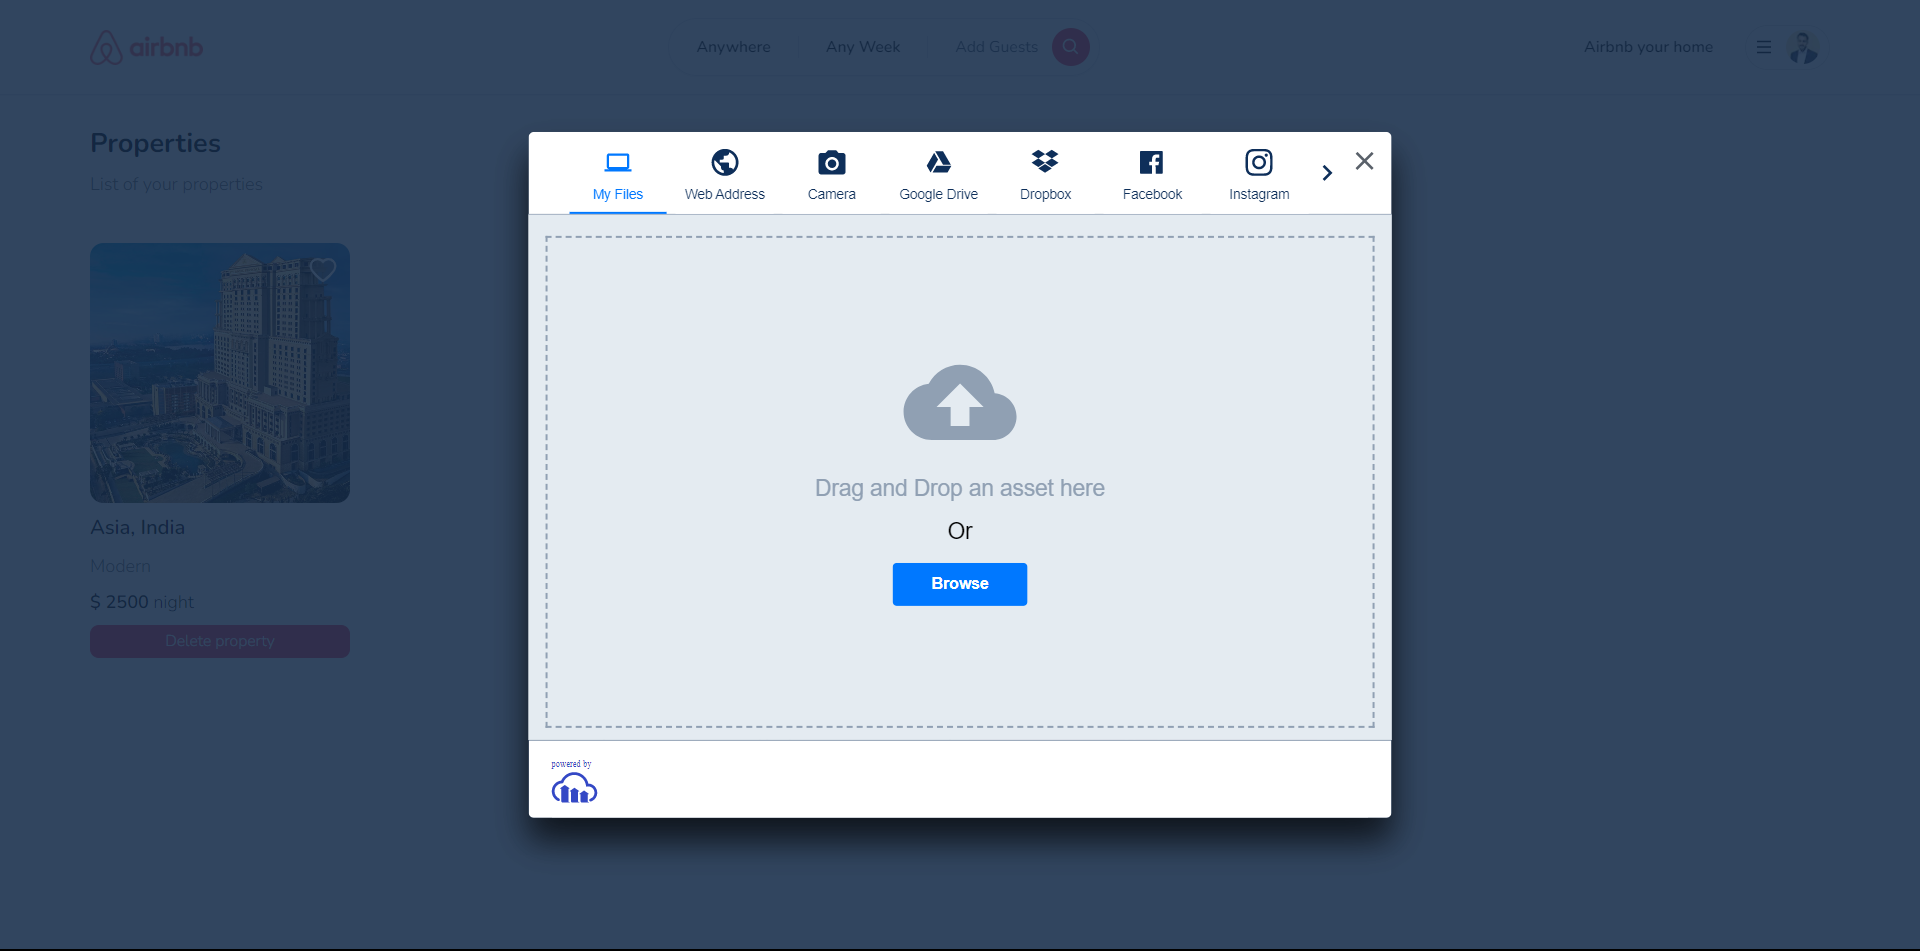 airbnb
Anywhere
Any Week
Add Guests
Airbnb your home
Properties
List of your properties
Asia, India
Modern
$ 2500 night
Delete property
My Files
Web Address
Camera
Google Drive
Dropbox
Facebook
Instagram
Drag and Drop an asset here
Or
Browse
powered by